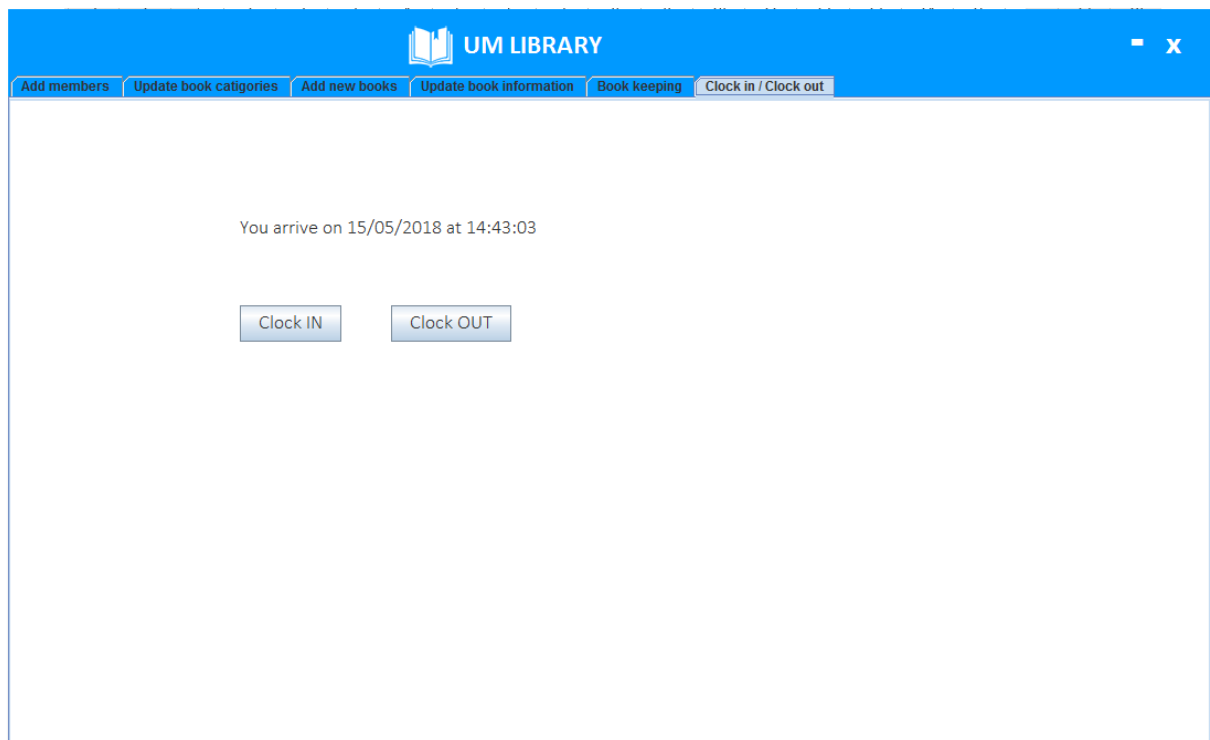 UM LIBRARY
- x
Add members Update book catigories Add new books Update book information Book keeping Clock in / Clock out
You arrive on 15/05/2018 at 14:43:03
Clock IN Clock OUT